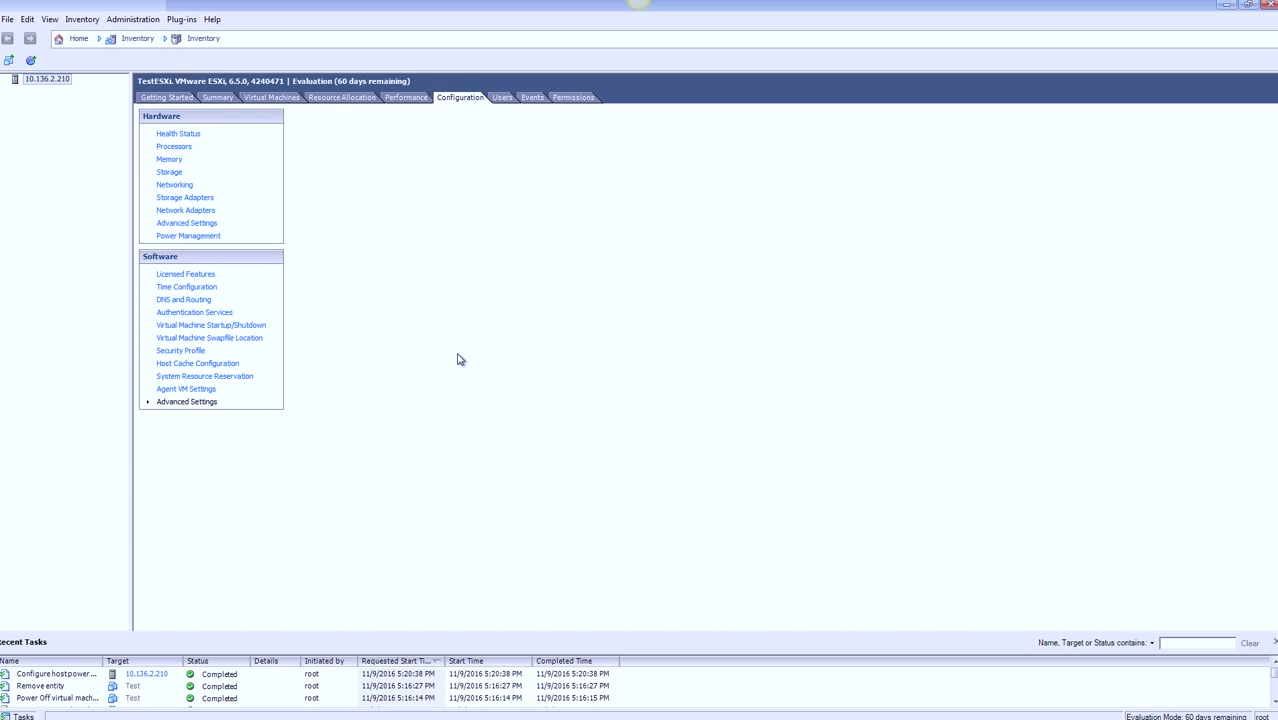 File Edit View Inventory Administration Plug-ins Help
Home Inventory Inventory
10.136.2.210
TestESXi. VMware ESXi, 6.5.0, 4240471 | Evaluation (60 days remaining)
Getting Started Summary Virtual Machines Resource Allocation Performance Configuration Users Events Permissions
Hardware
Health Status
Processors
Memory
Storage
Networking
Storage Adapters
Network Adapters
Advanced Settings
Power Management
Software
Licensed Features
Time Configuration
DNS and Routing
Authentication Services
Virtual Machine Startup/Shutdown
Virtual Machine Swapfile Location
Security Profile
Host Cache Configuration
System Resource Reservation
Agent VM Settings
Advanced Settings
Recent Tasks Name, Target or Status contains: Clear
Name Target Status Details Initiated by Requested Start Ti... Start Time Completed Time
Configure host power ... 10.136.2.210 Completed root 11/9/2016 5:20:38 PM 11/9/2016 5:20:38 PM 11/9/2016 5:20:38 PM
Remove entity Test Completed root 11/9/2016 5:16:27 PM 11/9/2016 5:16:27 PM 11/9/2016 5:16:27 PM
Power Off virtual mach... Test Completed root 11/9/2016 5:16:14 PM 11/9/2016 5:16:14 PM 11/9/2016 5:16:15 PM
Tasks Evaluation Mode: 60 days remaining root